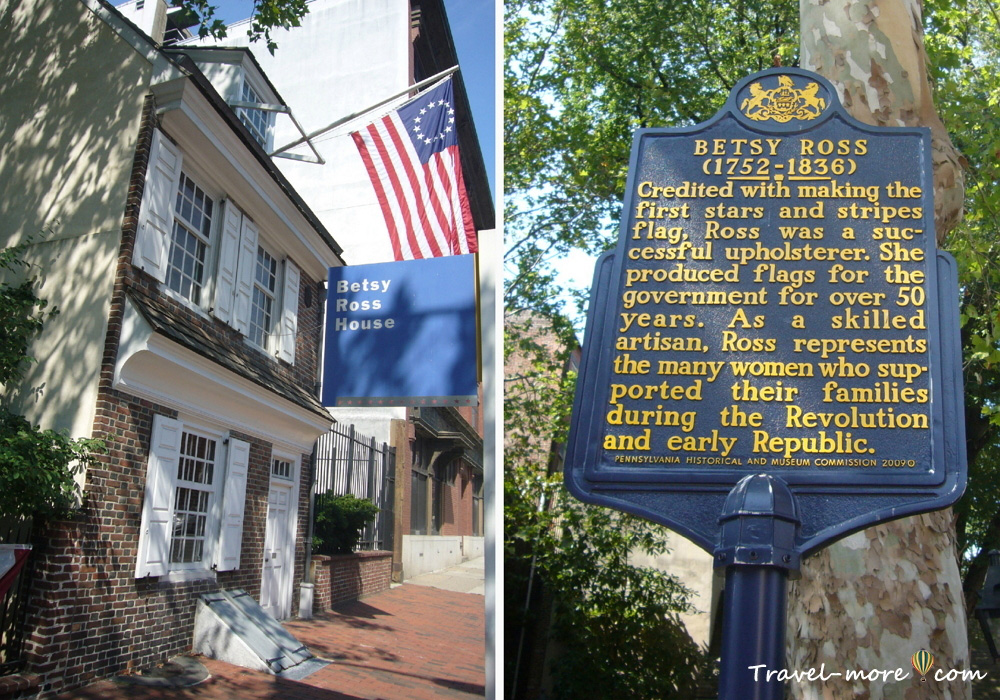 Betsy
Ross
House
BETSY ROSS
(1752-1836)
Credited with making the
first stars and stripes
flag, Ross was a suc-
cessful upholsterer. She
produced flags for the
government for over 50
years. As a skilled
artisan, Ross represents
the many women who sup-
ported their families
during the Revolution
and early Republic.
PENNSYLVANIA HISTORICAL AND MUSEUM COMMISSION 2009©
Travel-more.com